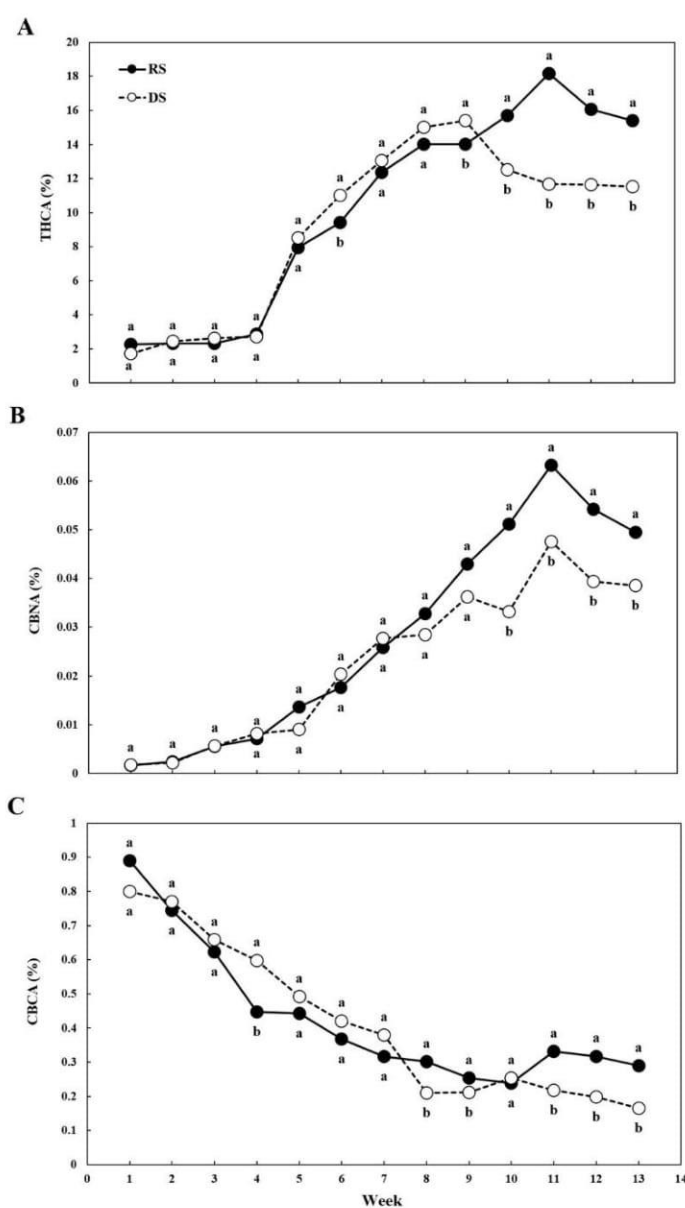 A
THCA (%)
20
18
16
14
12
10
8
6
4
2
0
RS
DS
a a a a a a a a a a a a a
a a a a a b a a b b b b b
B
CBNA (%)
0.07
0.06
0.05
0.04
0.03
0.02
0.01
0
a a a a a a a a a a a a a
a a a a a a b b b b
C
CBCA (%)
1
0.9
0.8
0.7
0.6
0.5
0.4
0.3
0.2
0.1
0
a a a a a a a a a a a a a
a a a b a a a b b a b b b
0 1 2 3 4 5 6 7 8 9 10 11 12 13 14
Week